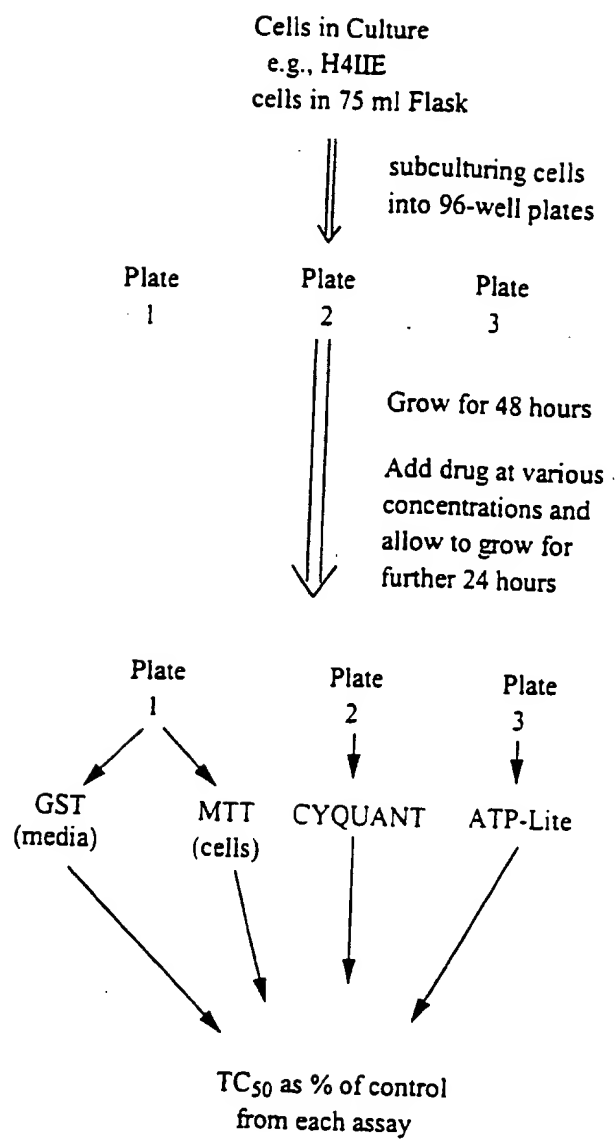 Cells in Culture
e.g., H4IIE
cells in 75 ml Flask
subculturing cells
into 96-well plates
Plate
1
Plate
2
Plate
3
Grow for 48 hours
Add drug at various
concentrations and
allow to grow for
further 24 hours
Plate
1
Plate
2
Plate
3
GST
(media)
MTT
(cells)
CYQUANT
ATP-Lite
TC50 as % of control
from each assay